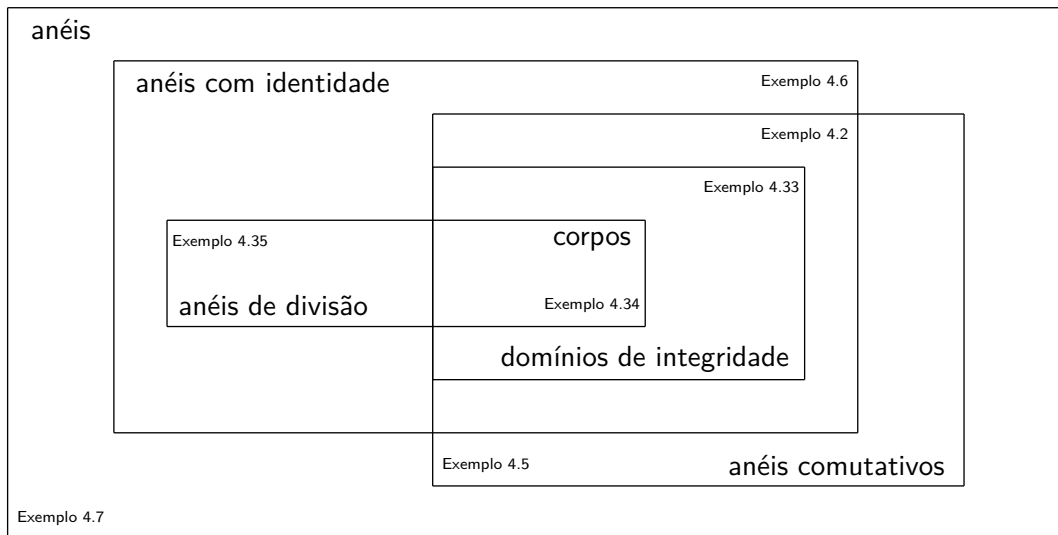 anéis
anéis com identidade
Exemplo 4.6
Exemplo 4.2
Exemplo 4.33
Exemplo 4.35
corpos
anéis de divisão
Exemplo 4.34
domínios de integridade
Exemplo 4.5
anéis comutativos
Exemplo 4.7